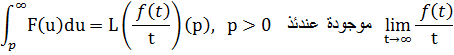 ∫_p^∞ F(u)du = L(f(t)/t)(p), p > 0 موجودة عندئذ lim_{t→∞} f(t)/t